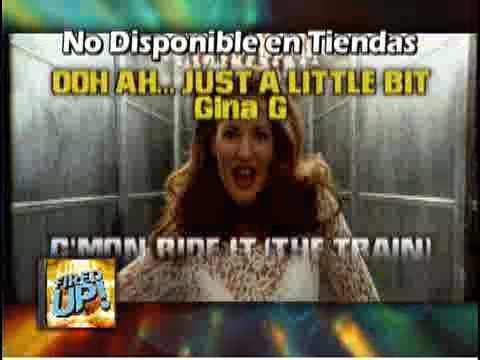 No Disponible en Tiendas
OOH AH... JUST A LITTLE BIT
Gina G
C'MON RIDE IT (THE TRAIN)
FIRED
UP!